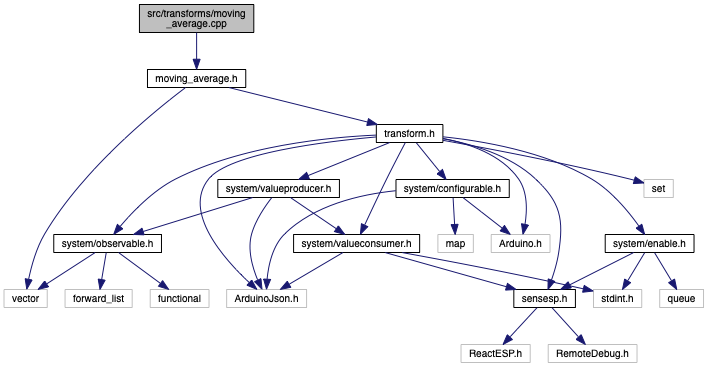 src/transforms/moving
_average.cpp
moving_average.h
transform.h
system/valueproducer.h
system/configurable.h
set
system/observable.h
system/valueconsumer.h
map
Arduino.h
system/enable.h
vector
forward_list
functional
ArduinoJson.h
sensesp.h
stdint.h
queue
ReactESP.h
RemoteDebug.h